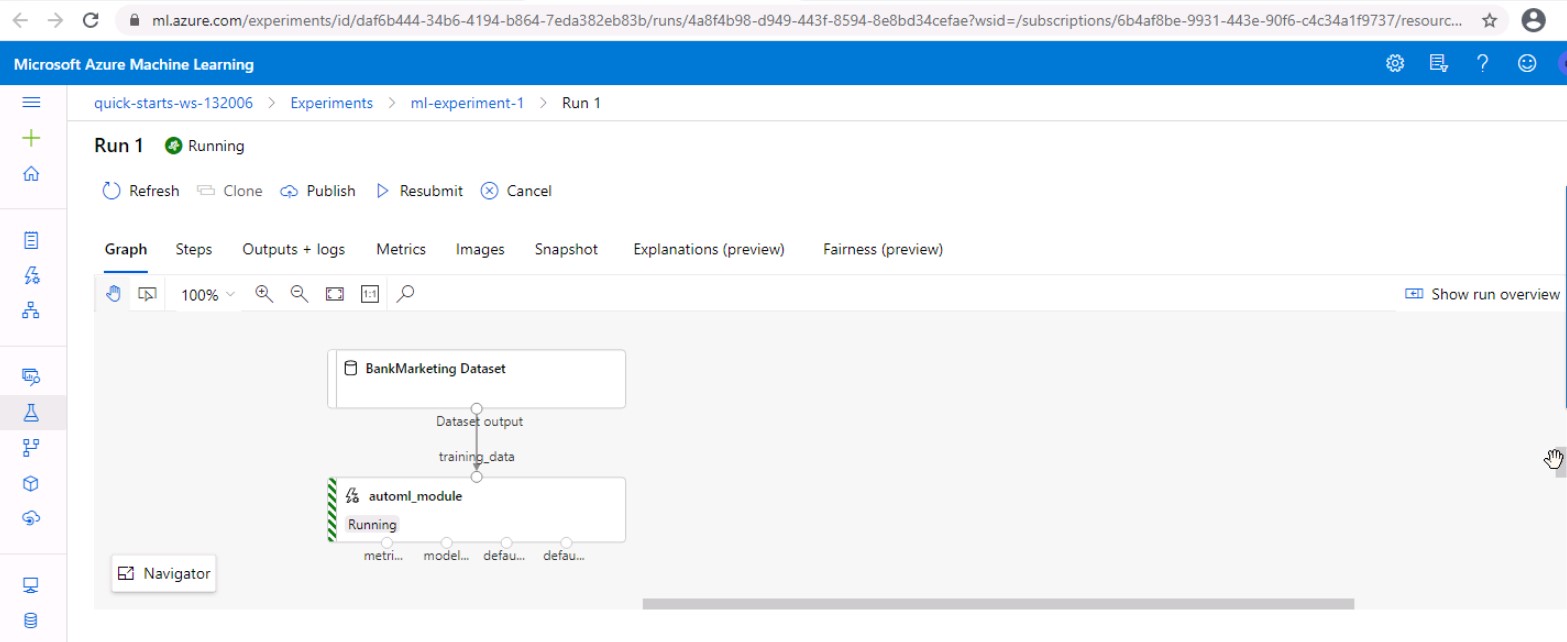 ml.azure.com/experiments/id/daf6b444-34b6-4194-b864-7eda382eb83b/runs/4a8f4b98-d949-443f-8594-8e8bd34cefae?wsid=/subscriptions/6b4af8be-9931-443e-90f6-c4c34a1f9737/resourc...
Microsoft Azure Machine Learning
quick-starts-ws-132006 > Experiments > ml-experiment-1 > Run 1
Run 1 Running
Refresh Clone Publish Resubmit Cancel
Graph Steps Outputs + logs Metrics Images Snapshot Explanations (preview) Fairness (preview)
100% 1:1 Show run overview
BankMarketing Dataset
Dataset output
training_data
automl_module
Running
metri... model... defau... defau...
Navigator